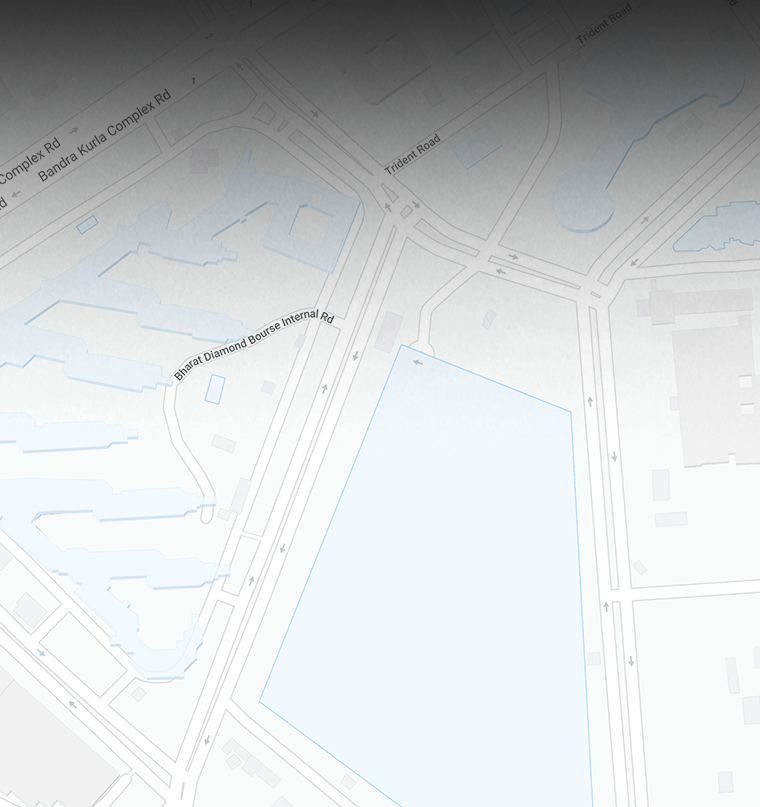 Trident Road
Complex Rd
Bandra Kurla Complex Rd
Trident Road
Bharat Diamond Bourse Internal Rd